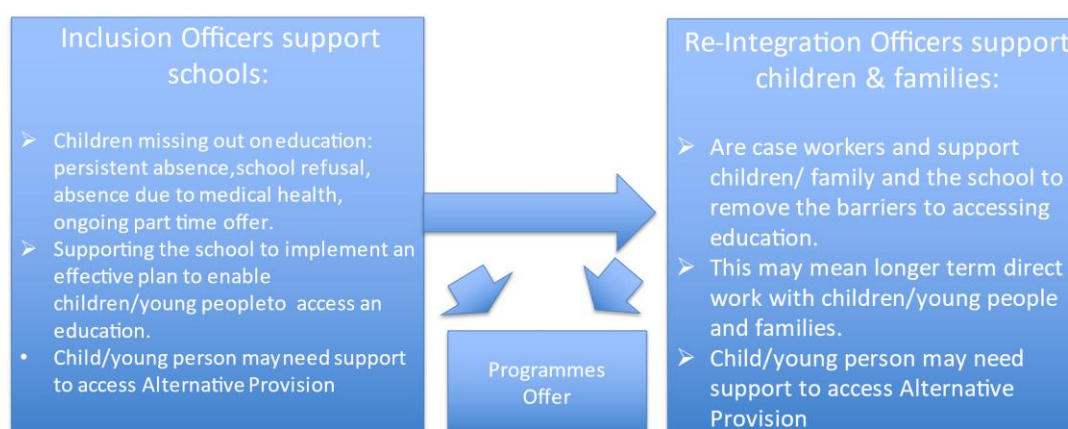 Inclusion Officers support
schools:
➢ Children missing out oneducation:
persistent absence,school refusal,
absence due to medical health,
ongoing part time offer.
➢ Supporting the school to implement an
effective plan to enable
children/young peopleto access an
education.
• Child/young person mayneed support
to access Alternative Provision
Programmes
Offer
Re-Integration Officers support
children & families:
➢ Are case workers and support
children/ family and the school to
remove the barriers to accessing
education.
➢ This may mean longer term direct
work with children/young people
and families.
➢ Child/young person may need
support to access Alternative
Provision